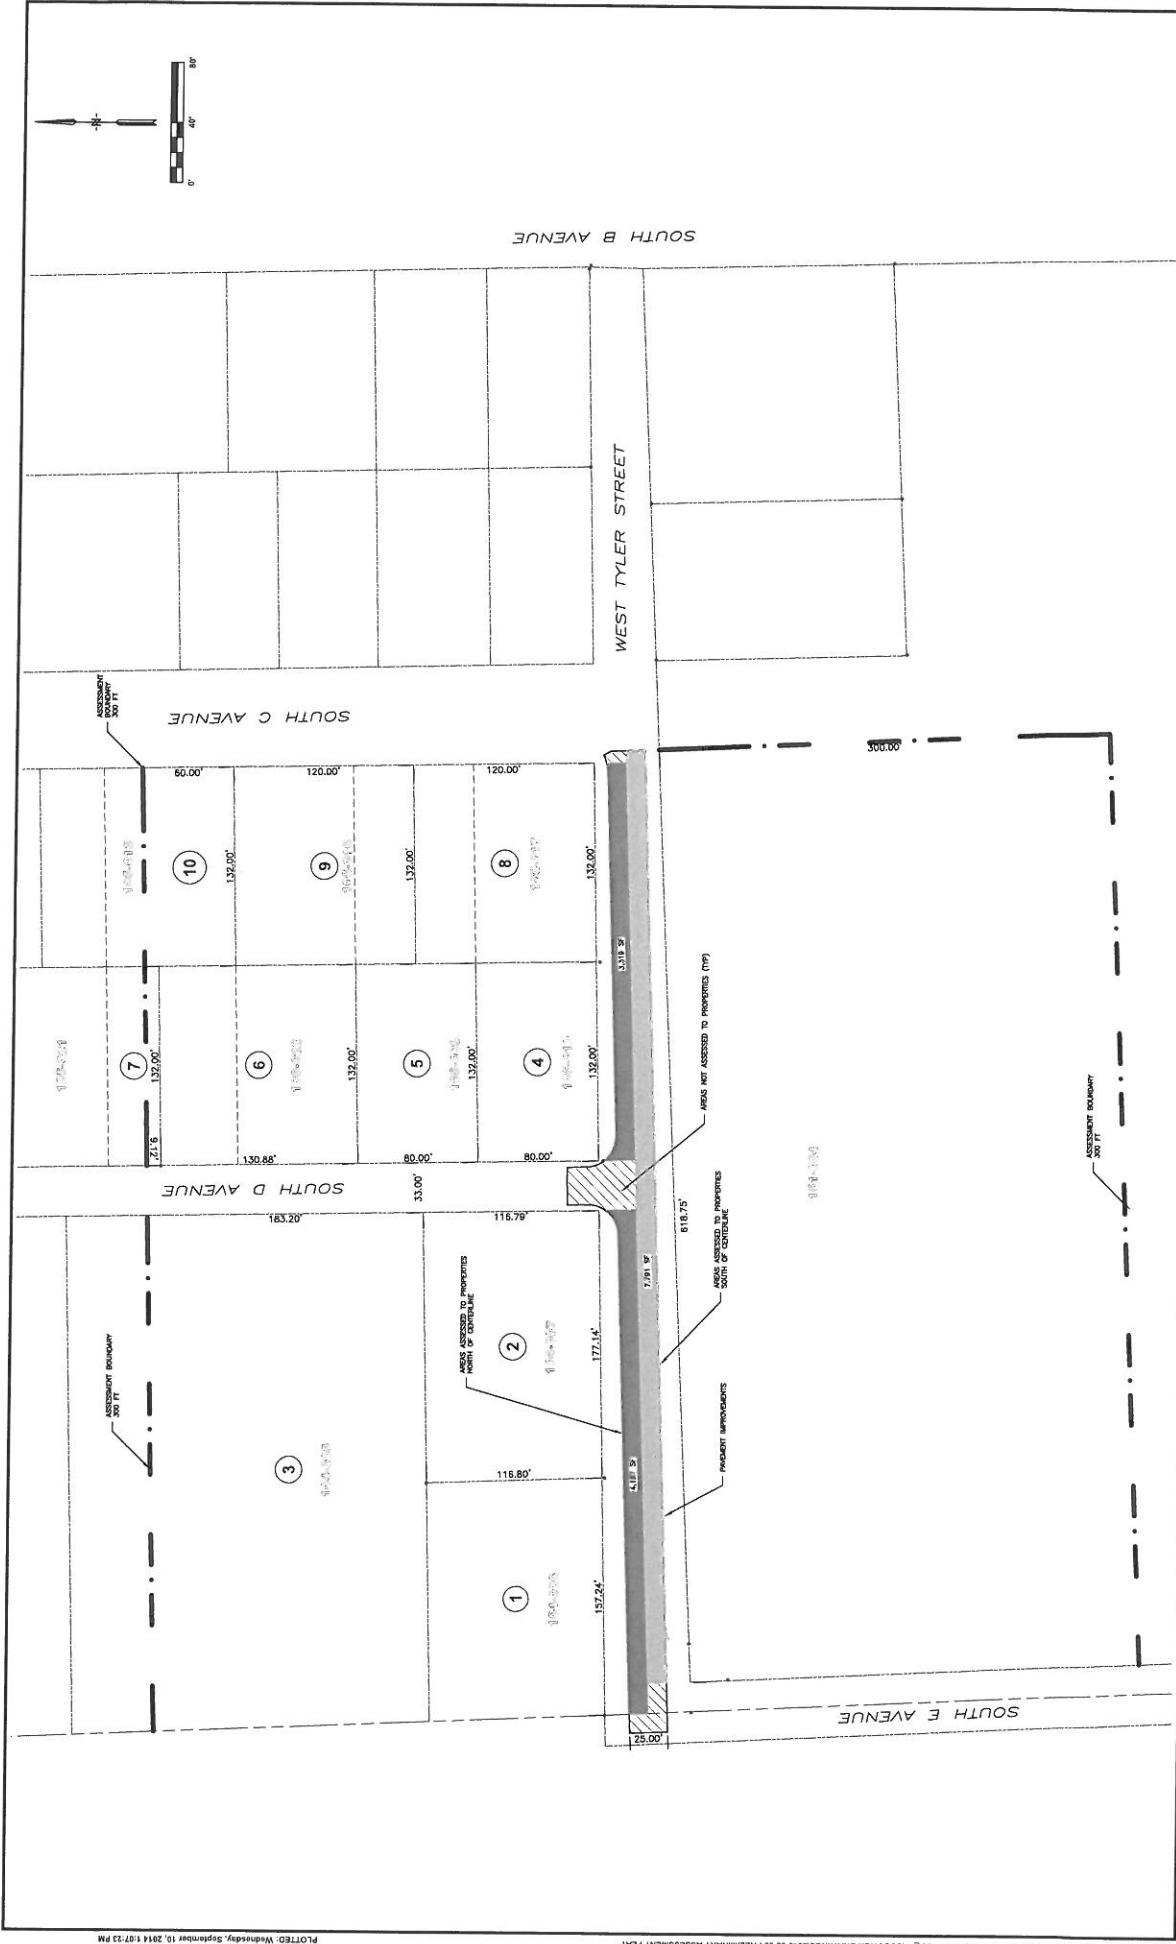 0'
40'
80'
-N-
SOUTH B AVENUE
WEST TYLER STREET
SOUTH C AVENUE
ASSESSMENT
BOUNDARY
300 FT
60.00'
120.00'
120.00'
300.00
10
132.00'
9
132.00'
8
132.00'
3,319 SF
AREAS NOT ASSESSED TO PROPERTIES (TYP)
7
132.00'
9.12'
6
132.00'
5
132.00'
4
132.00'
130.88'
80.00'
80.00'
SOUTH D AVENUE
33.00'
183.20'
116.79'
618.75'
7,791 SF
ASSESSMENT BOUNDARY
300 FT
AREAS ASSESSED TO PROPERTIES
NORTH OF CENTERLINE
AREAS ASSESSED TO PROPERTIES
SOUTH OF CENTERLINE
ASSESSMENT BOUNDARY
300 FT
2
177.14'
3
116.80'
PAVEMENT IMPROVEMENTS
1
157.24'
25.00'
SOUTH E AVENUE
PLOTTED: Wednesday, September 10, 2014 1:07:23 PM